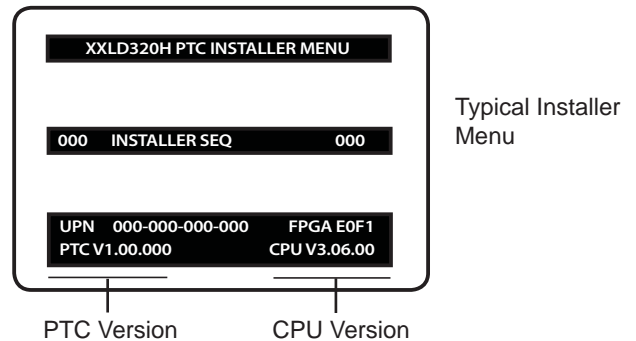 XXLD320H PTC INSTALLER MENU
Typical Installer
Menu
000 INSTALLER SEQ 000
UPN 000-000-000-000 FPGA E0F1
PTC V1.00.000 CPU V3.06.00
PTC Version CPU Version